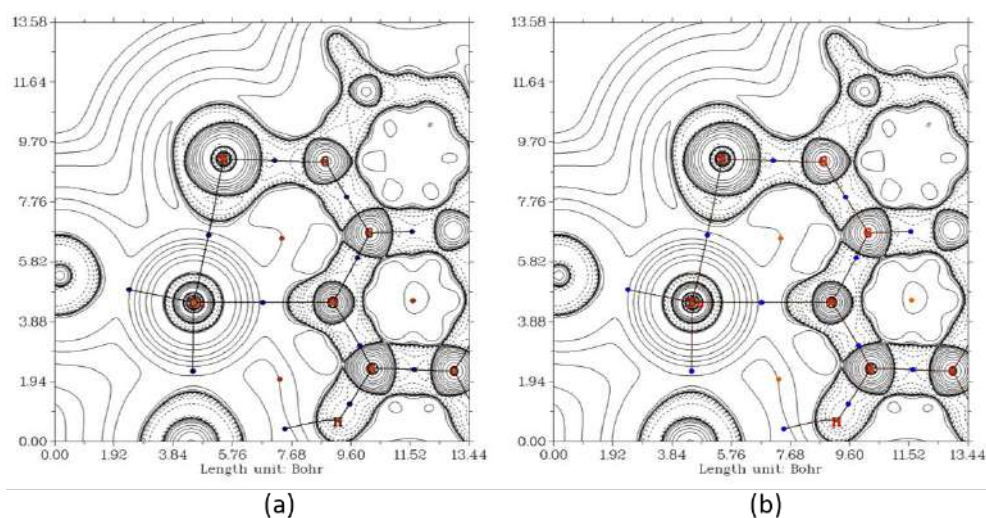 13.58 13.58
11.64 11.64
9.70 9.70
7.76 7.76
5.82 5.82
3.88 3.88
1.94 1.94
0.00 0.00
0.00 1.92 3.84 5.76 7.68 9.60 11.52 13.44 0.00 1.92 3.84 5.76 7.68 9.60 11.52 13.44
Length unit: Bohr Length unit: Bohr
(a) (b)